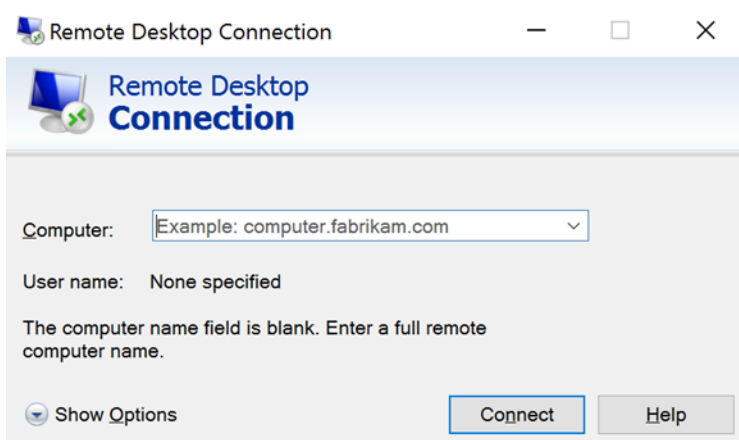 Remote Desktop Connection
Remote Desktop
Connection
Computer:
Example: computer.fabrikam.com
User name: None specified
The computer name field is blank. Enter a full remote
computer name.
Show Options
Connect
Help